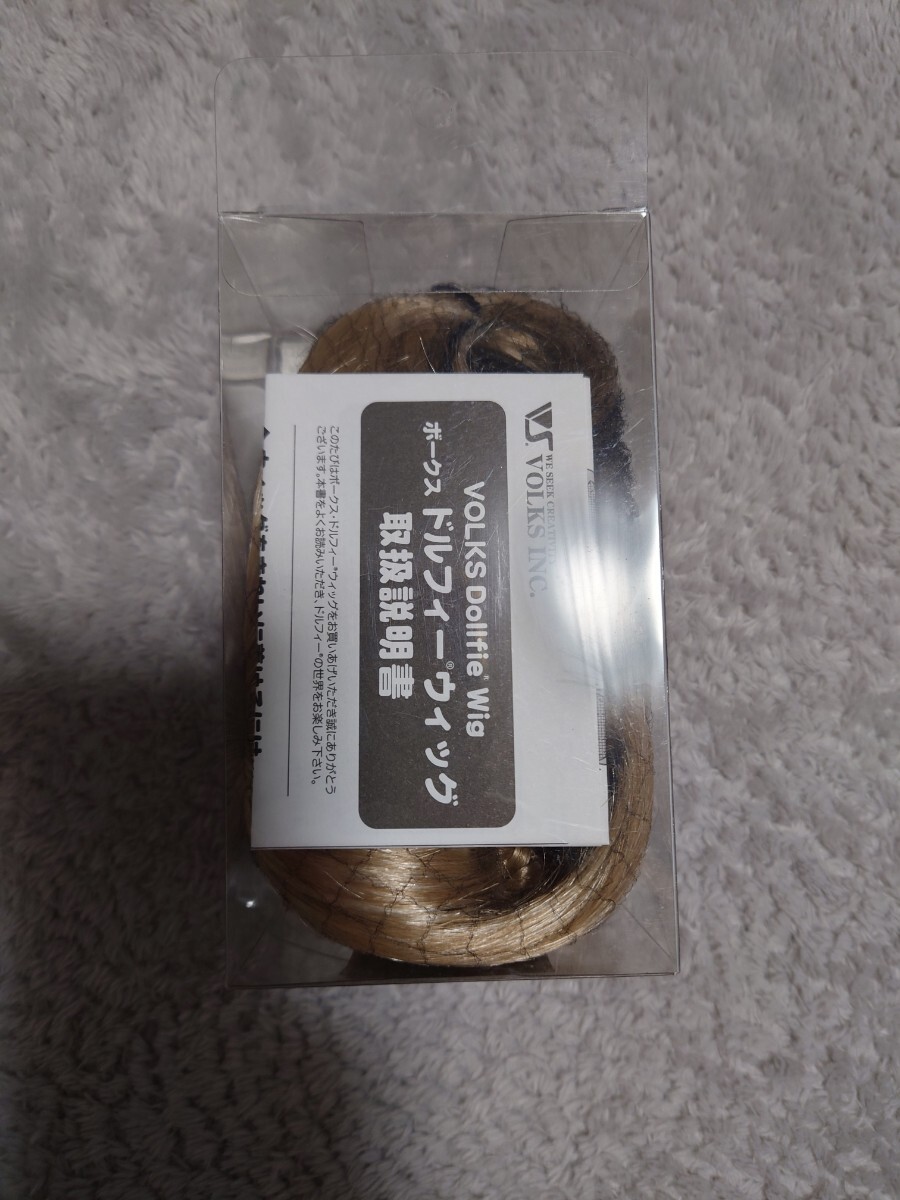 WE SEEK CREATIVI
VOLKS INC.
VOLKS Dollfie® Wig
ボークス ドルフィー®ウィッグ
取扱説明書
このたびはボークス・ドルフィー®ウィッグをお買いあげいただき誠にありがとう
ございます。本書をよくお読みいただき、ドルフィー®の世界をお楽しみ下さい。